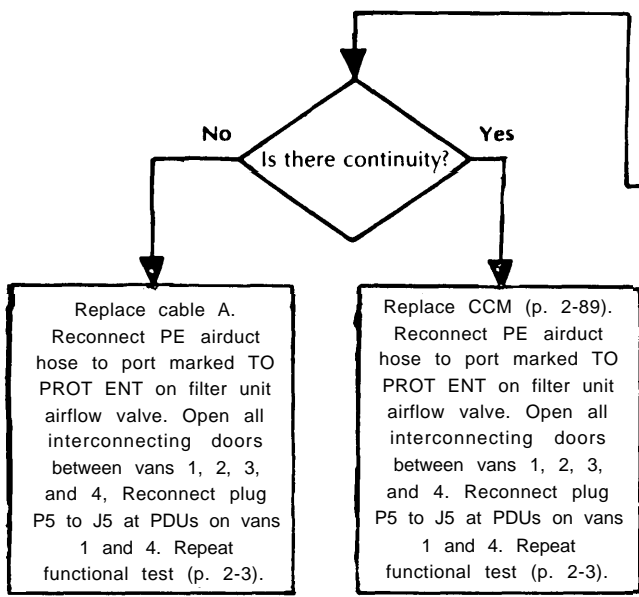 No
Yes
Is there continuity?
Replace cable A.
Reconnect PE airduct
hose to port marked TO
PROT ENT on filter unit
airflow valve. Open all
interconnecting doors
between vans 1, 2, 3,
and 4, Reconnect plug
P5 to J5 at PDUs on vans
1 and 4. Repeat
functional test (p. 2-3).
Replace CCM (p. 2-89).
Reconnect PE airduct
hose to port marked TO
PROT ENT on filter unit
airflow valve. Open all
interconnecting doors
between vans 1, 2, 3,
and 4. Reconnect plug
P5 to J5 at PDUs on vans
1 and 4. Repeat
functional test (p. 2-3).